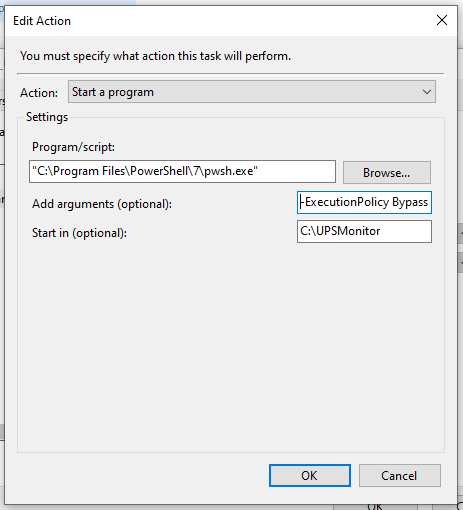 Edit Action
You must specify what action this task will perform.
Action: Start a program
Settings
Program/script:
"C:\Program Files\PowerShell\7\pwsh.exe" Browse...
Add arguments (optional): -ExecutionPolicy Bypass
Start in (optional): C:\UPSMonitor
OK Cancel
OK